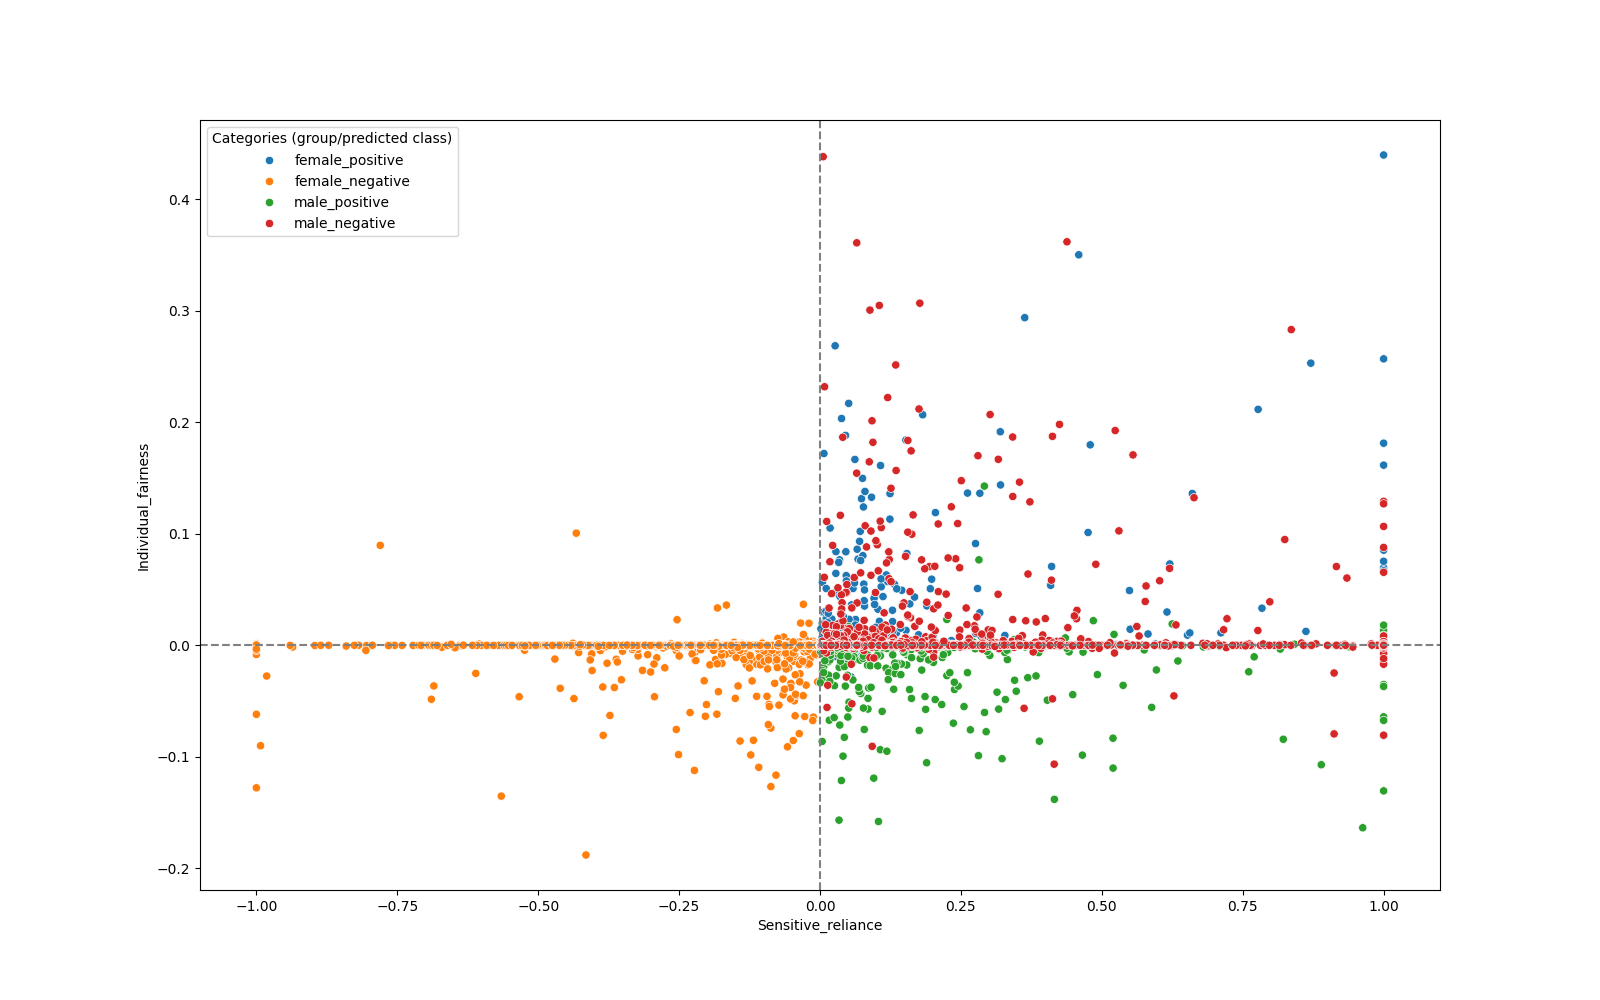 Categories (group/predicted class)
female_positive
female_negative
male_positive
male_negative
0.4
0.3
0.2
0.1
0.0
−0.1
−0.2
Individual_fairness
−1.00
−0.75
−0.50
−0.25
0.00
0.25
0.50
0.75
1.00
Sensitive_reliance